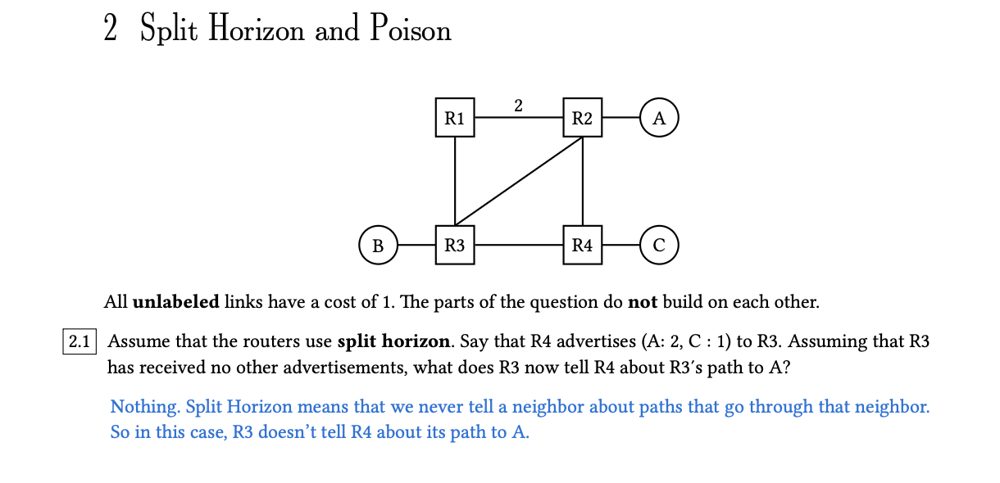 2 Split Horizon and Poison
R1
2
R2
A
B
R3
R4
C
All unlabeled links have a cost of 1. The parts of the question do not build on each other.
2.1 Assume that the routers use split horizon. Say that R4 advertises (A: 2, C : 1) to R3. Assuming that R3
has received no other advertisements, what does R3 now tell R4 about R3′s path to A?
Nothing. Split Horizon means that we never tell a neighbor about paths that go through that neighbor.
So in this case, R3 doesn’t tell R4 about its path to A.